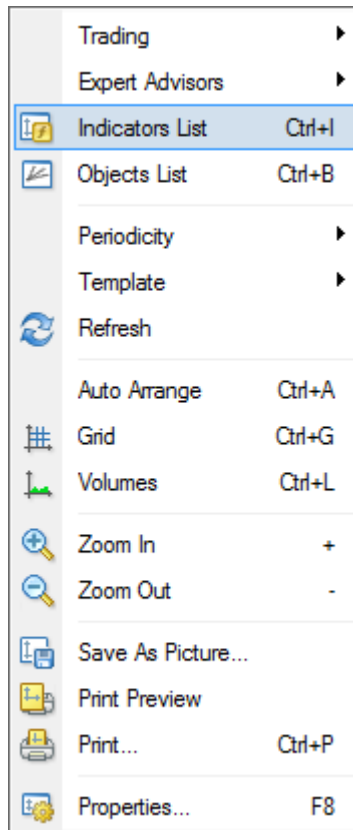 Trading
Expert Advisors
Indicators List Ctrl+I
Objects List Ctrl+B
Periodicity
Template
Refresh
Auto Arrange Ctrl+A
Grid Ctrl+G
Volumes Ctrl+L
Zoom In +
Zoom Out -
Save As Picture...
Print Preview
Print... Ctrl+P
Properties... F8